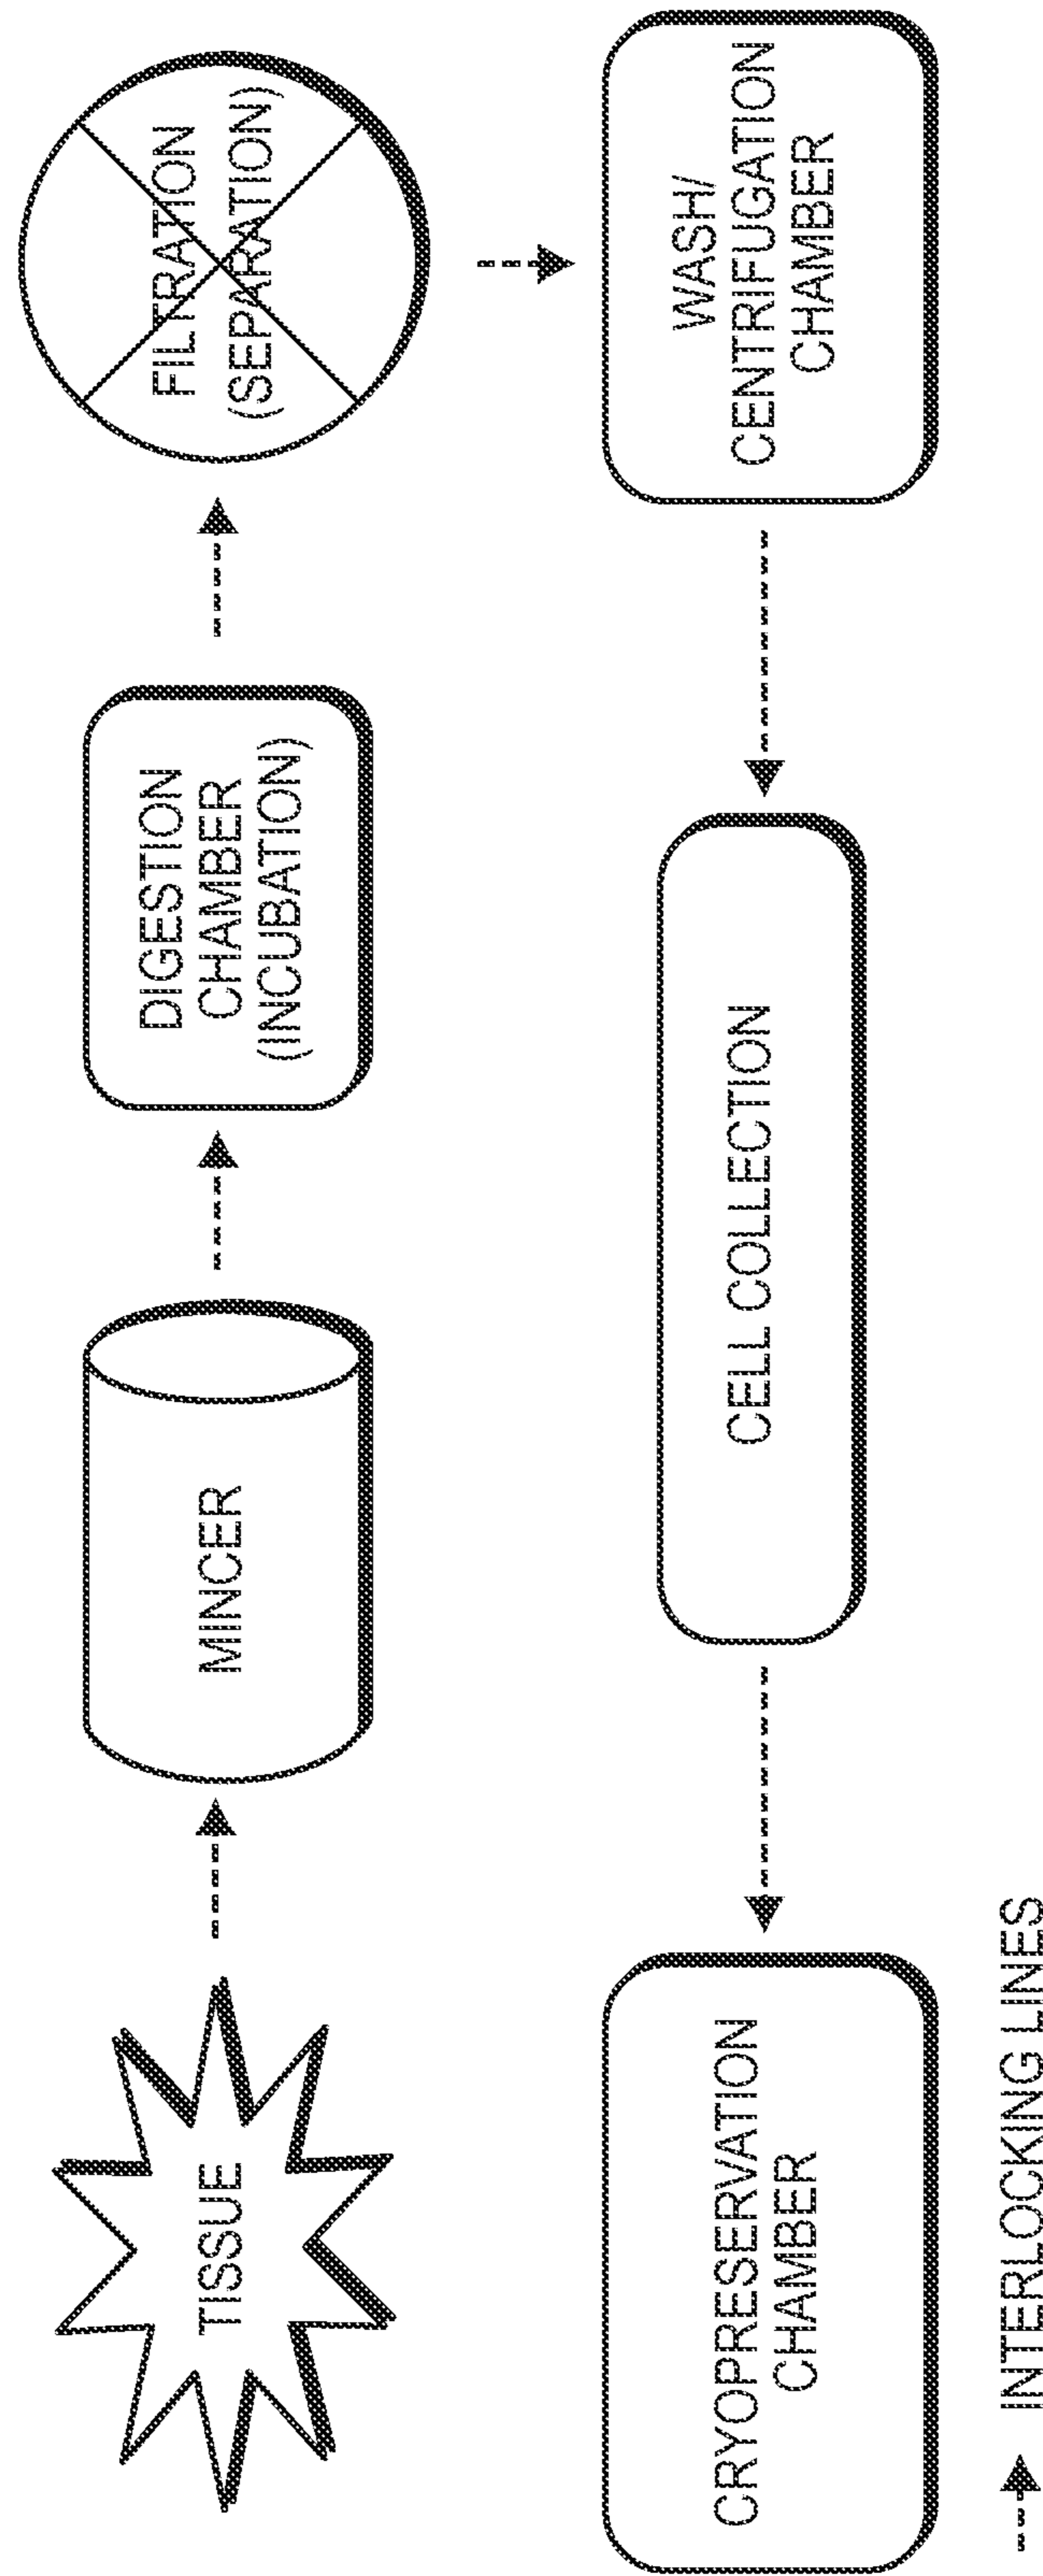 TISSUE
MINCER
DIGESTION
CHAMBER
(INCUBATION)
FILTRATION
(SEPARATION)
WASH/
CENTRIFUGATION
CHAMBER
CELL COLLECTION
CRYOPRESERVATION
CHAMBER
INTERLOCKING LINES